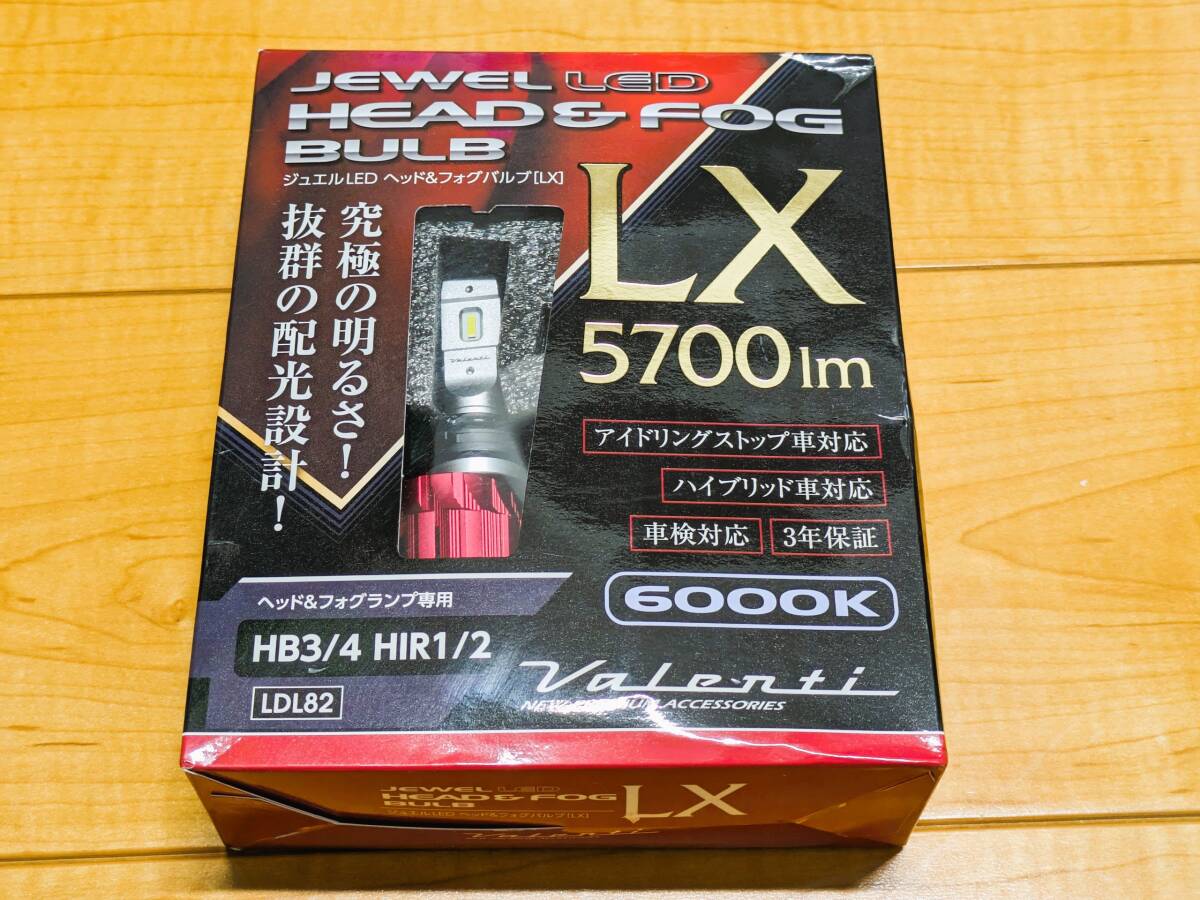 JEWEL LED
HEAD & FOG
BULB
ジュエルLED ヘッド&フォグバルブ[LX]
究極の明るさ!
抜群の配光設計!
Valenti
LX
5700lm
アイドリングストップ車対応
ハイブリッド車対応
車検対応
3年保証
6000K
ヘッド&フォグランプ専用
HB3/4 HIR1/2
LDL82
Valenti
NEW PREMIUM ACCESSORIES
JEWEL LED
HEAD & FOG
BULB
LX
ジュエルLED ヘッド&フォグバルブ[LX]
Valenti